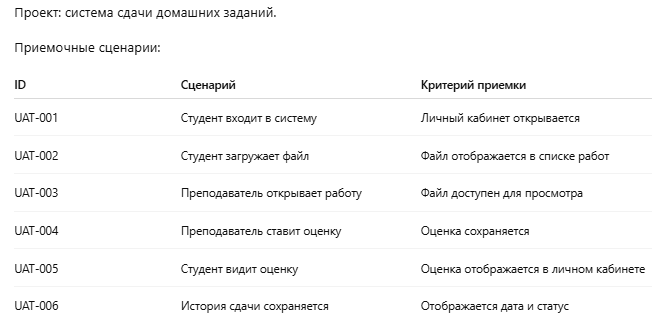 Проект: система сдачи домашних заданий.
Приемочные сценарии:
ID Сценарий Критерий приемки
UAT-001 Студент входит в систему Личный кабинет открывается
UAT-002 Студент загружает файл Файл отображается в списке работ
UAT-003 Преподаватель открывает работу Файл доступен для просмотра
UAT-004 Преподаватель ставит оценку Оценка сохраняется
UAT-005 Студент видит оценку Оценка отображается в личном кабинете
UAT-006 История сдачи сохраняется Отображается дата и статус